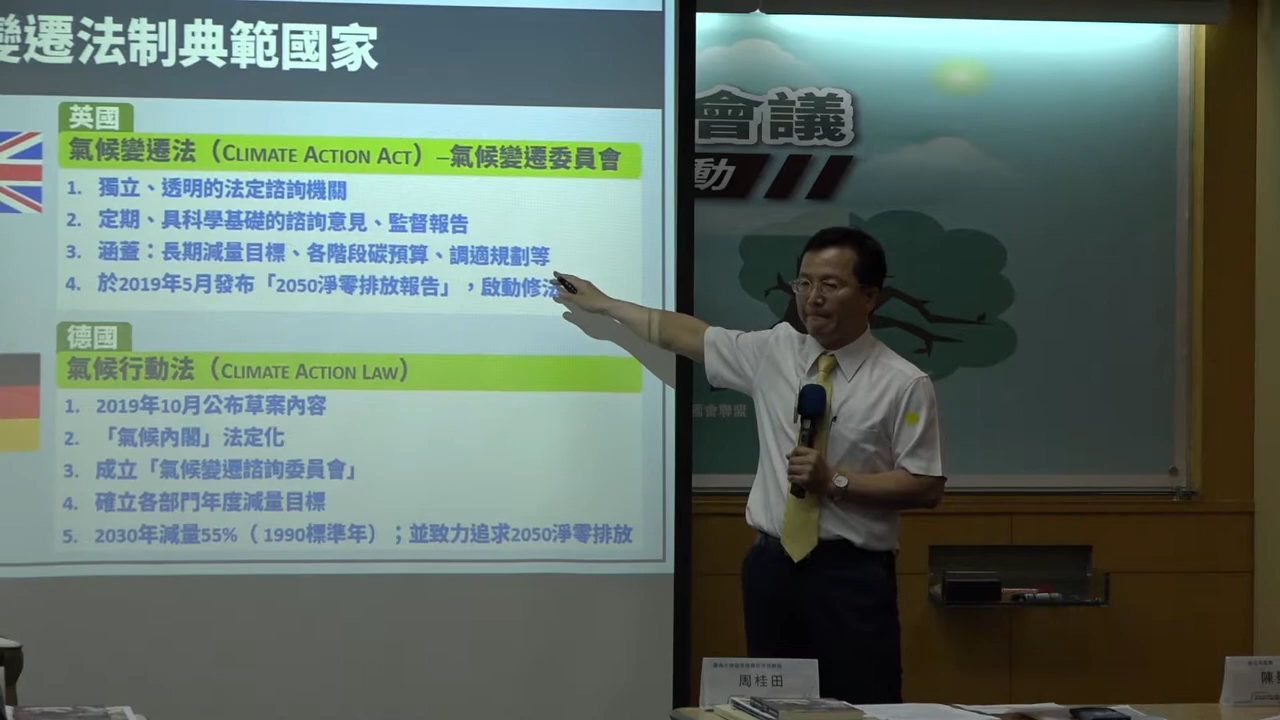 變遷法制典範國家
英國
氣候變遷法（CLIMATE ACTION ACT）–氣候變遷委員會
1. 獨立、透明的法定諮詢機關
2. 定期、具科學基礎的諮詢意見、監督報告
3. 涵蓋：長期減量目標、各階段碳預算、調適規劃等
4. 於2019年5月發布「2050淨零排放報告」，啟動修法
德國
氣候行動法（CLIMATE ACTION LAW）
1. 2019年10月公布草案內容
2. 「氣候內閣」法定化
3. 成立「氣候變遷諮詢委員會」
4. 確立各部門年度減量目標
5. 2030年減量55%（ 1990標準年）；並致力追求2050淨零排放
會議
動
國會聯盟
周桂田
陳